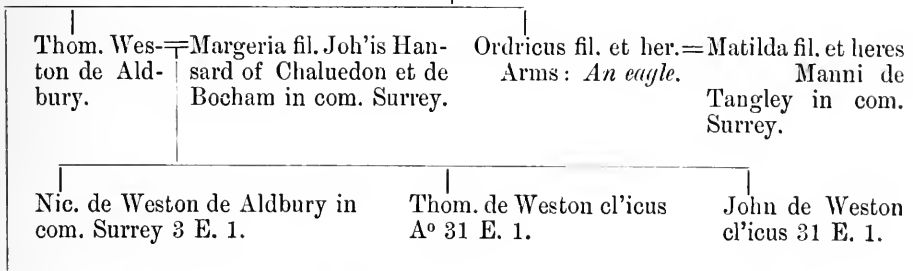 Thom. Wes-
ton de Ald-
bury.
Margeria fil. Joh'is Han-
sard of Chaluedon et de
Bocham in com. Surrey.
Ordricus fil. et her.
Arms: An eagle.
Matilda fil. et heres
Manni de
Tangley in com.
Surrey.
Nic. de Weston de Aldbury in
com. Surrey 3 E. 1.
Thom. de Weston cl'icus
Aº 31 E. 1.
John de Weston
cl'icus 31 E. 1.